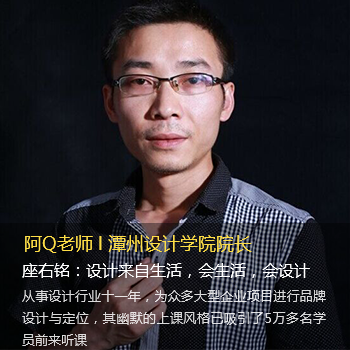 阿Q老师 I 潭州设计学院院长
座右铭：设计来自生活，会生活，会设计
从事设计行业十一年，为众多大型企业项目进行品牌
设计与定位，其幽默的上课风格已吸引了5万多名学
员前来听课